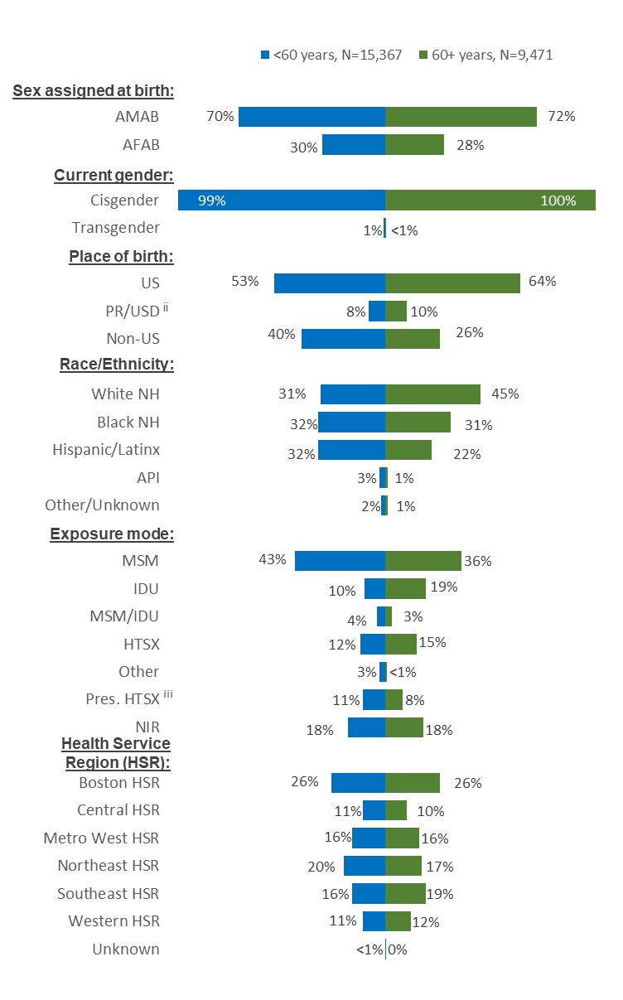 <60 years, N=15,367 60+ years, N=9,471
Sex assigned at birth:
AMAB 70% 72%
AFAB 30% 28%
Current gender:
Cisgender 99% 100%
Transgender 1% <1%
Place of birth:
US 53% 64%
PR/USD ii 8% 10%
Non-US 40% 26%
Race/Ethnicity:
White NH 31% 45%
Black NH 32% 31%
Hispanic/Latinx 32% 22%
API 3% 1%
Other/Unknown 2% 1%
Exposure mode:
MSM 43% 36%
IDU 10% 19%
MSM/IDU 4% 3%
HTSX 12% 15%
Other 3% <1%
Pres. HTSX iii 11% 8%
NIR 18% 18%
Health Service
Region (HSR):
Boston HSR 26% 26%
Central HSR 11% 10%
Metro West HSR 16% 16%
Northeast HSR 20% 17%
Southeast HSR 16% 19%
Western HSR 11% 12%
Unknown <1% 0%